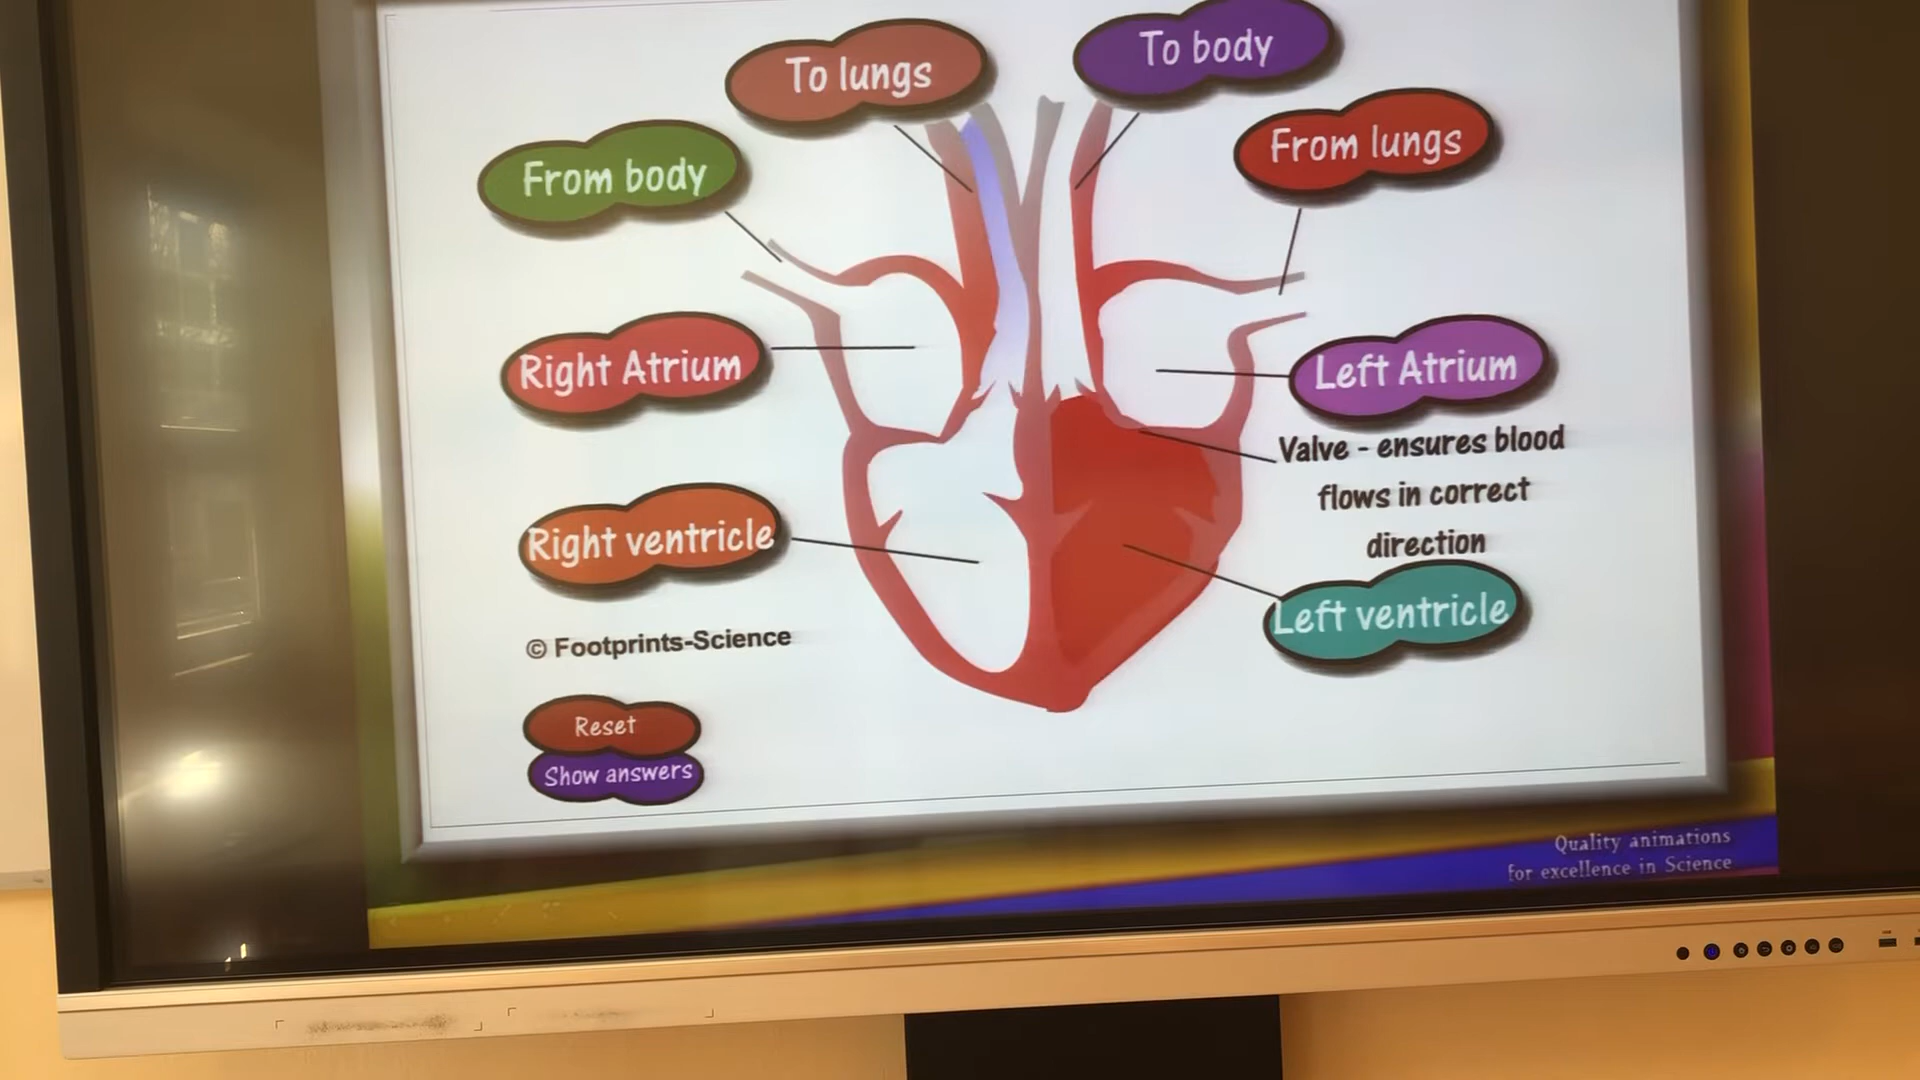 To lungs
To body
From body
From lungs
Right Atrium
Left Atrium
Valve - ensures blood
flows in correct
direction
Right ventricle
Left ventricle
© Footprints-Science
Reset
Show answers
Quality animations
for excellence in Science